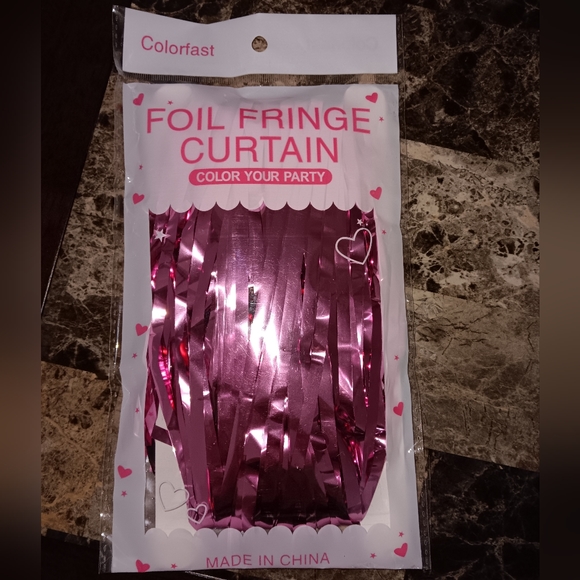 Colorfast
FOIL FRINGE
CURTAIN
COLOR YOUR PARTY
MADE IN CHINA